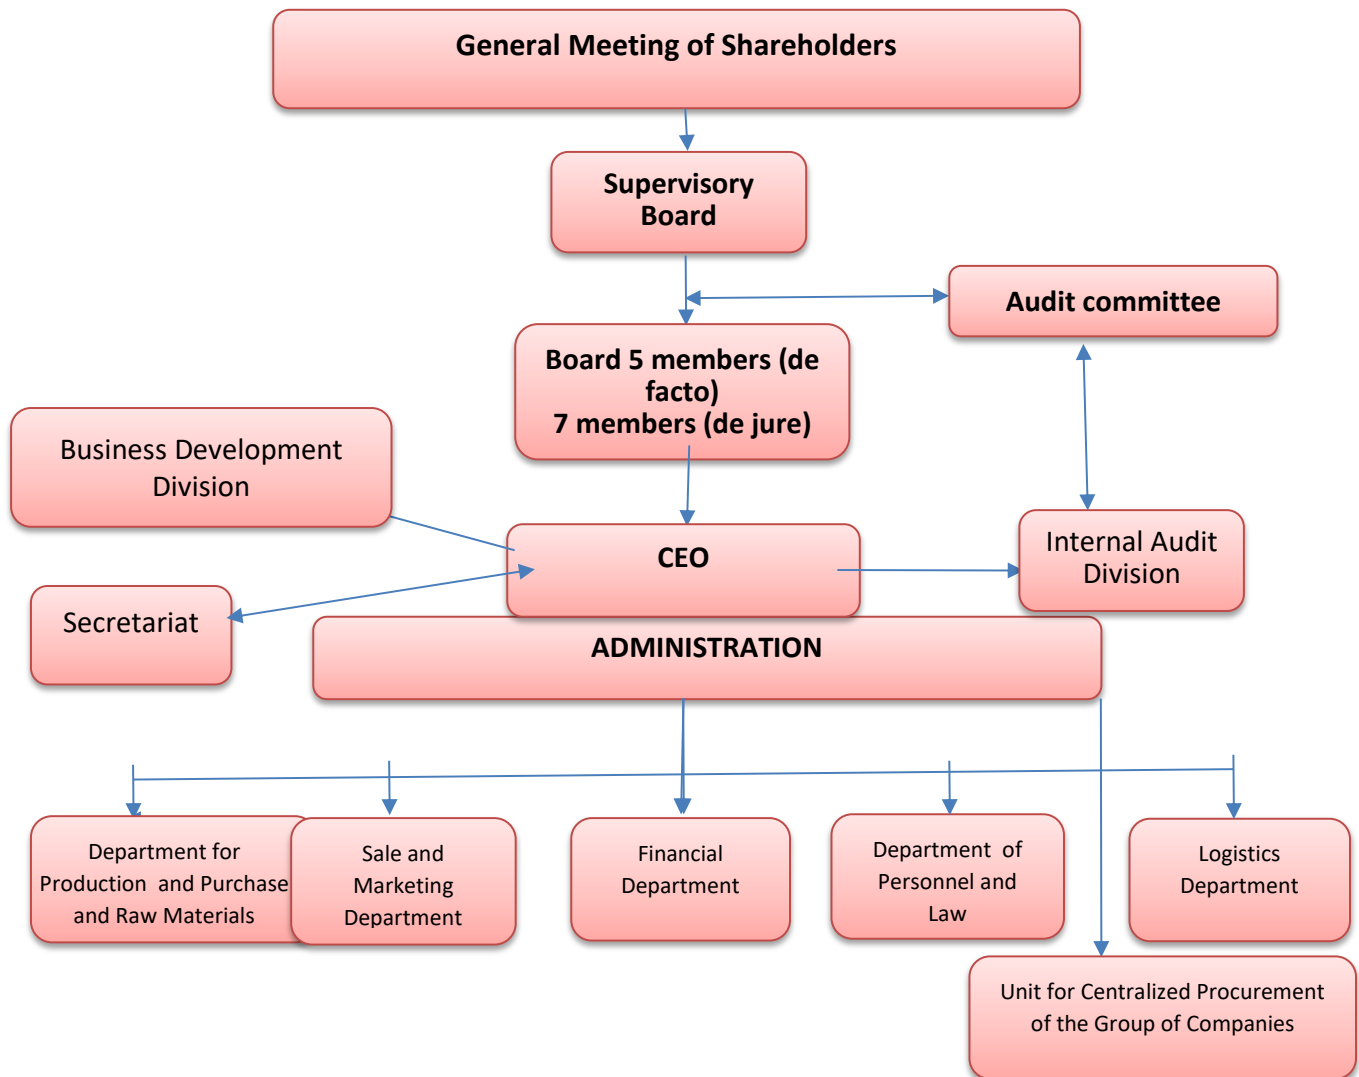 General Meeting of Shareholders
Supervisory
Board
Audit committee
Board 5 members (de
facto)
7 members (de jure)
Business Development
Division
CEO
Internal Audit
Division
Secretariat
ADMINISTRATION
Department for
Production and Purchase
and Raw Materials
Sale and
Marketing
Department
Financial
Department
Department of
Personnel and
Law
Logistics
Department
Unit for Centralized Procurement
of the Group of Companies